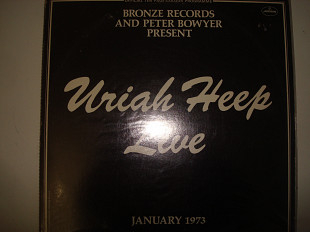 BRONZE RECORDS
AND PETER BOWYER
PRESENT
Uriah Heep
Live
JANUARY 1973